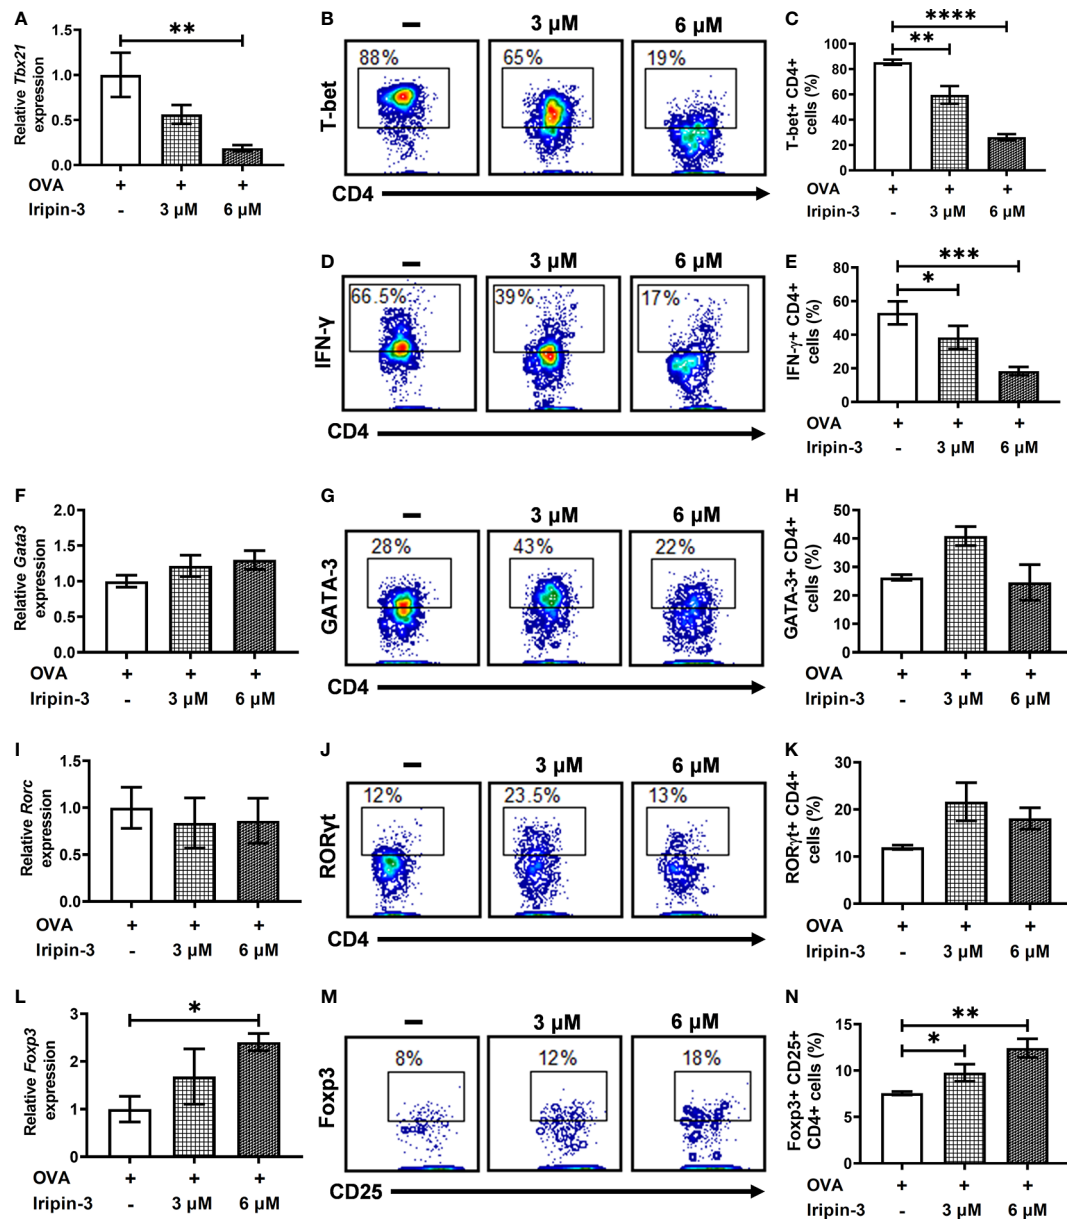 A
Relative Tbx21
expression
1.5
1.0
0.5
0.0
**
OVA + + +
Iripin-3 - 3 µM 6 µM
B
– 3 µM 6 µM
T-bet
88% 65% 19%
CD4
C
T-bet+ CD4+
cells (%)
100
80
60
40
20
0
****
**
OVA + + +
Iripin-3 - 3 µM 6 µM
D
– 3 µM 6 µM
IFN-γ
66.5% 39% 17%
CD4
E
IFN-γ+ CD4+
cells (%)
80
60
40
20
0
***
*
OVA + + +
Iripin-3 - 3 µM 6 µM
F
Relative Gata3
expression
2.0
1.5
1.0
0.5
0.0
OVA + + +
Iripin-3 - 3 µM 6 µM
G
– 3 µM 6 µM
GATA-3
28% 43% 22%
CD4
H
GATA-3+ CD4+
cells (%)
50
40
30
20
10
0
OVA + + +
Iripin-3 - 3 µM 6 µM
I
Relative Rorc
expression
1.5
1.0
0.5
0.0
OVA + + +
Iripin-3 - 3 µM 6 µM
J
– 3 µM 6 µM
RORγt
12% 23.5% 13%
CD4
K
RORγt+ CD4+
cells (%)
30
20
10
0
OVA + + +
Iripin-3 - 3 µM 6 µM
L
Relative Foxp3
expression
3
2
1
0
*
OVA + + +
Iripin-3 - 3 µM 6 µM
M
– 3 µM 6 µM
Foxp3
8% 12% 18%
CD25
N
Foxp3+ CD25+
CD4+ cells (%)
15
10
5
0
**
*
OVA + + +
Iripin-3 - 3 µM 6 µM